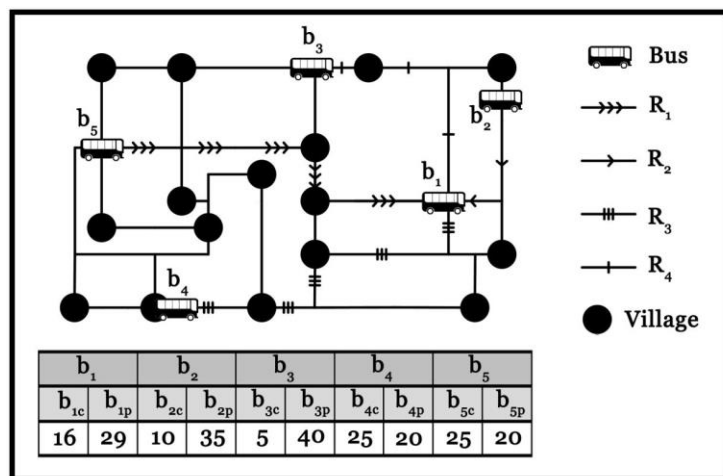 b₃
b₅
b₂
b₁
b₄
Bus
R₁
R₂
R₃
R₄
Village
b₁ b₂ b₃ b₄ b₅
b₁c b₁p b₂c b₂p b₃c b₃p b₄c b₄p b₅c b₅p
16 29 10 35 5 40 25 20 25 20